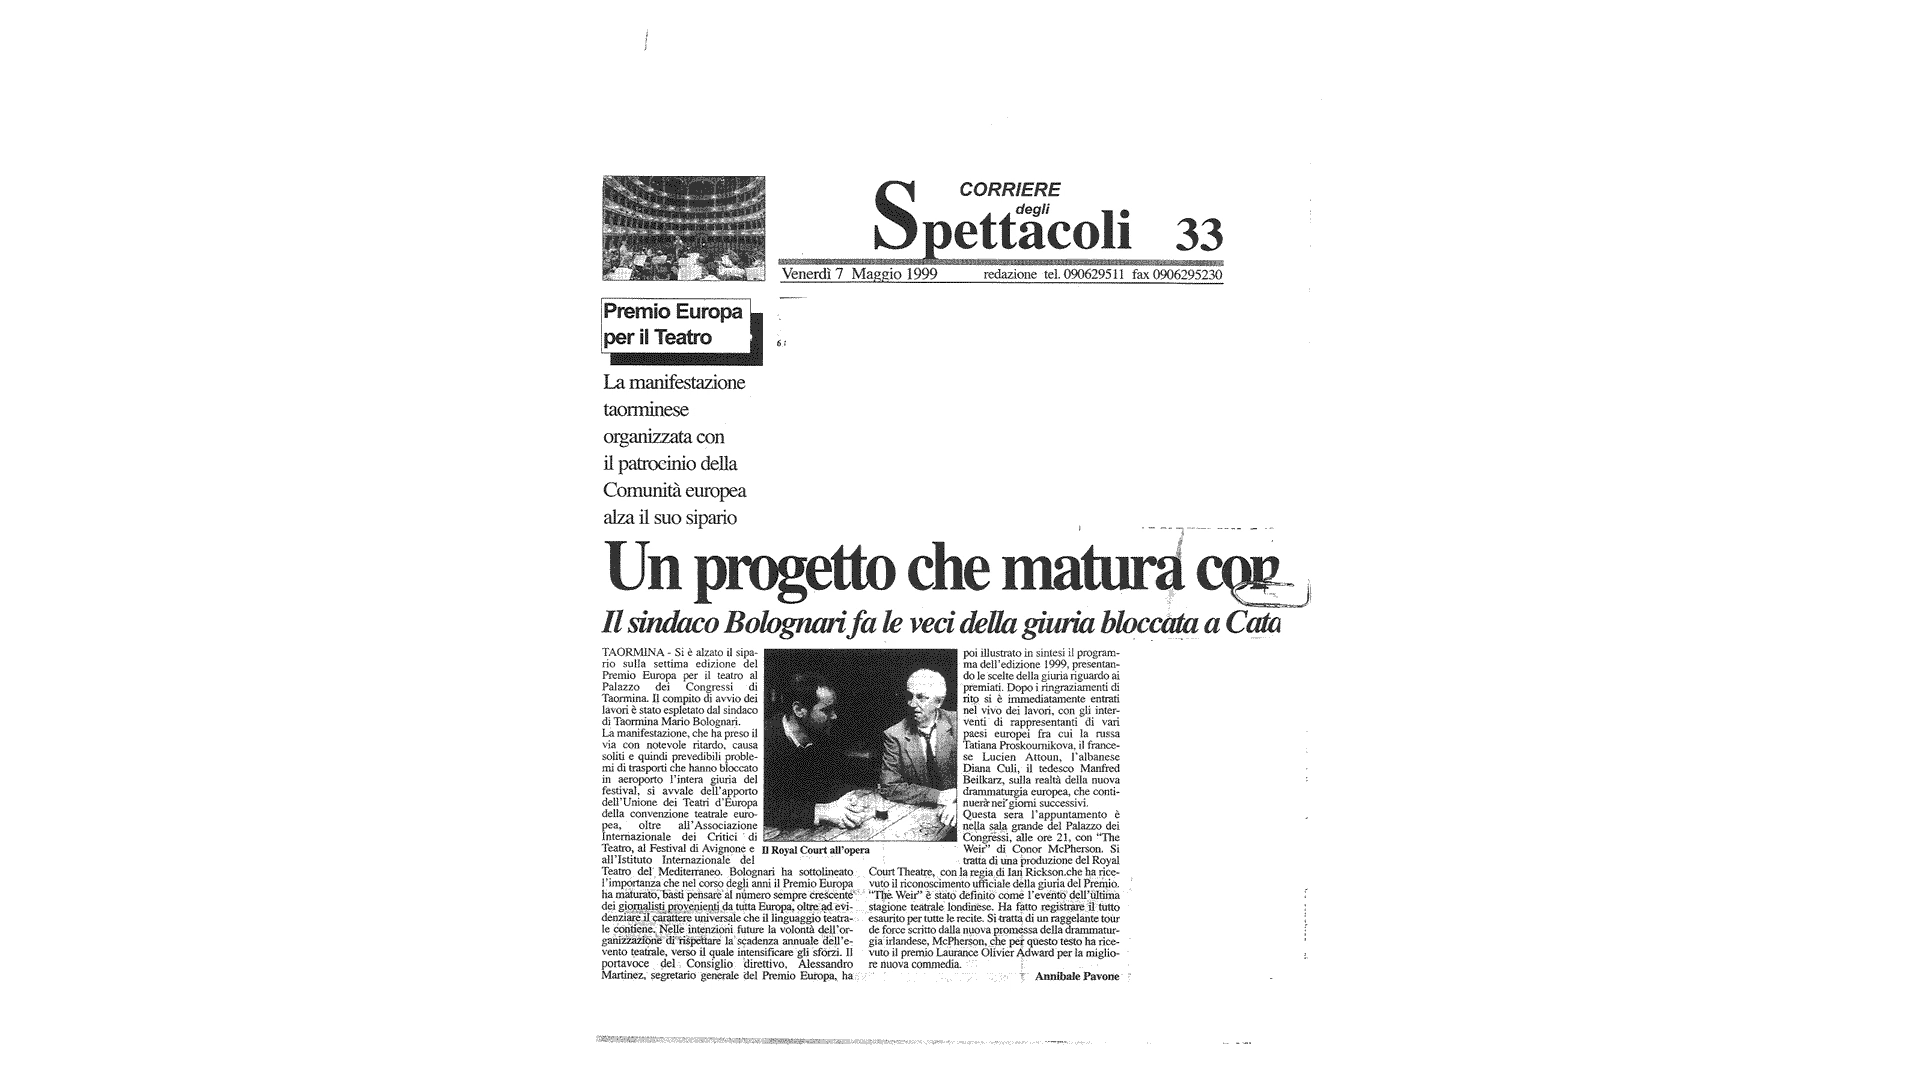 CORRIERE
degli
Spettacoli 33
Venerdì 7 Maggio 1999 redazione tel. 090629511 fax 0906295230
Premio Europa
per il Teatro
La manifestazione
taorminese
organizzata con
il patrocinio della
Comunità europea
alza il suo sipario
Un progetto che matura con
Il sindaco Bolognari fa le veci della giuria bloccata a Cata
TAORMINA - Si è alzato il sipa-
rio sulla settima edizione del
Premio Europa per il teatro al
Palazzo dei Congressi di
Taormina. Il compito di avvio dei
lavori è stato espletato dal sindaco
di Taormina Mario Bolognari.
La manifestazione, che ha preso il
via con notevole ritardo, causa
soliti e quindi prevedibili proble-
mi di trasporti che hanno bloccato
in aeroporto l'intera giuria del
festival, si avvale dell'apporto
dell'Unione dei Teatri d'Europa
della convenzione teatrale euro-
pea, oltre all'Associazione
Internazionale dei Critici di
Teatro, al Festival di Avignone e
all'Istituto Internazionale del
Teatro del Mediterraneo. Bolognari ha sottolineato
l'importanza che nel corso degli anni il Premio Europa
ha maturato, basti pensare al numero sempre crescente
dei giornalisti provenienti da tutta Europa, oltre ad evi-
denziare il carattere universale che il linguaggio teatra-
le contiene. Nelle intenzioni future la volontà dell'or-
ganizzazione di rispettare la scadenza annuale dell'e-
vento teatrale, verso il quale intensificare gli sforzi. Il
portavoce del Consiglio direttivo, Alessandro
Martinez, segretario generale del Premio Europa, ha
Il Royal Court all'opera
poi illustrato in sintesi il program-
ma dell'edizione 1999, presentan-
do le scelte della giuria riguardo ai
premiati. Dopo i ringraziamenti di
rito si è immediatamente entrati
nel vivo dei lavori, con gli inter-
venti di rappresentanti di vari
paesi europei fra cui la russa
Tatiana Proskournikova, il france-
se Lucien Attoun, l'albanese
Diana Culi, il tedesco Manfred
Beilkarz, sulla realtà della nuova
drammaturgia europea, che conti-
nuerà nei giorni successivi.
Questa sera l'appuntamento è
nella sala grande del Palazzo dei
Congressi, alle ore 21, con "The
Weir" di Conor McPherson. Si
tratta di una produzione del Royal
Court Theatre, con la regia di Ian Rickson.che ha rice-
vuto il riconoscimento ufficiale della giuria del Premio.
"The Weir" è stato definito come l'evento dell'ultima
stagione teatrale londinese. Ha fatto registrare il tutto
esaurito per tutte le recite. Si tratta di un raggelante tour
de force scritto dalla nuova promessa della drammatur-
gia irlandese, McPherson, che per questo testo ha rice-
vuto il premio Laurance Olivier Adward per la miglio-
re nuova commedia.
Annibale Pavone